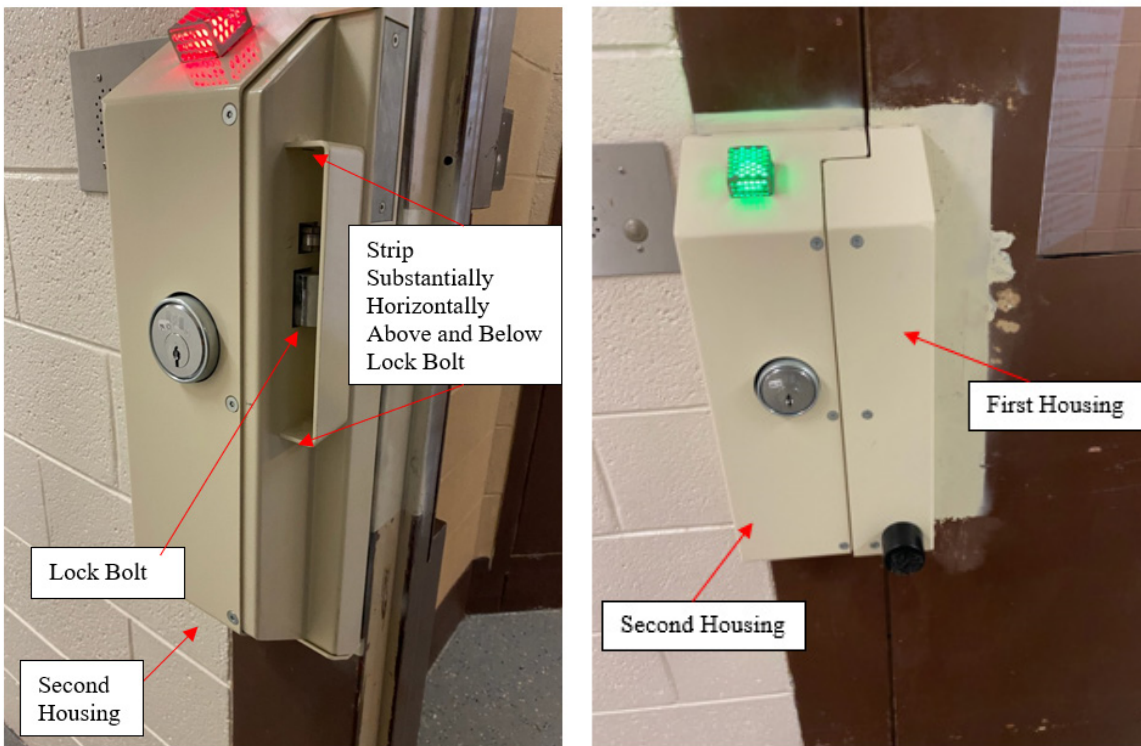 Strip
Substantially
Horizontally
Above and Below
Lock Bolt
Lock Bolt
Second
Housing
First Housing
Second Housing